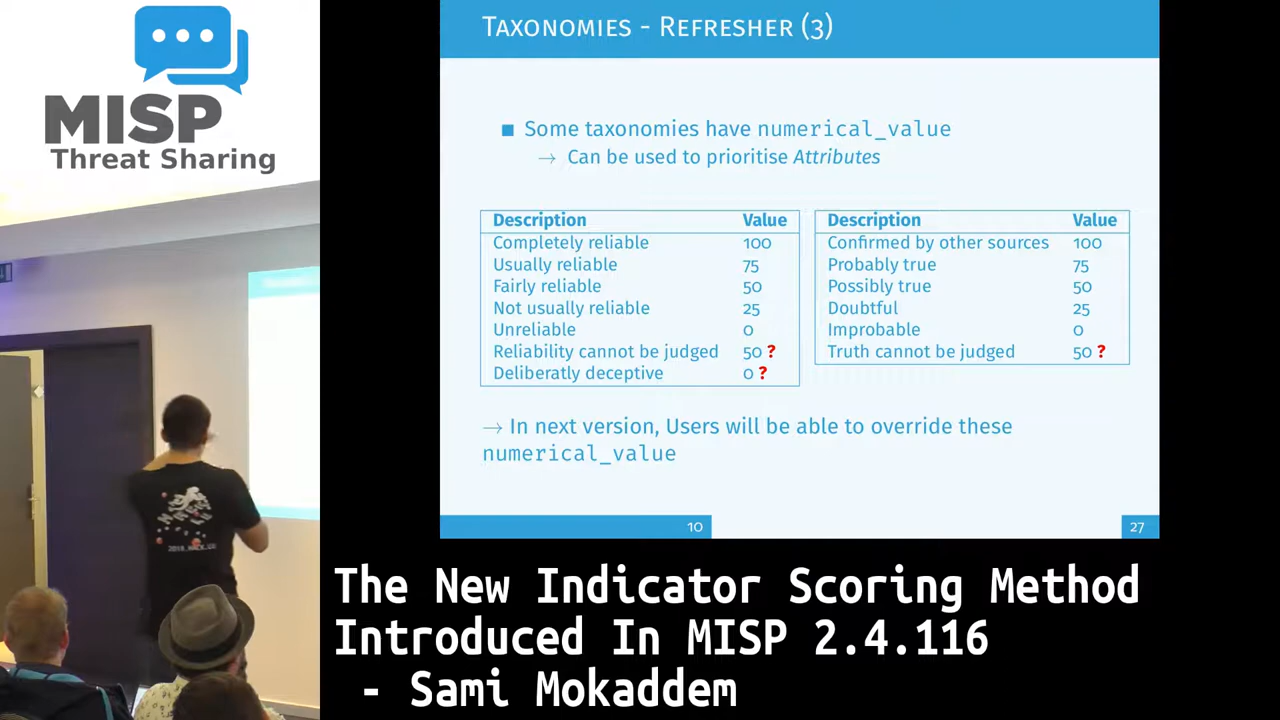 MISP
Threat Sharing
TAXONOMIES - REFRESHER (3)
Some taxonomies have numerical_value
→ Can be used to prioritise Attributes
Description Value
Completely reliable 100
Usually reliable 75
Fairly reliable 50
Not usually reliable 25
Unreliable 0
Reliability cannot be judged 50 ?
Deliberatly deceptive 0 ?
Description Value
Confirmed by other sources 100
Probably true 75
Possibly true 50
Doubtful 25
Improbable 0
Truth cannot be judged 50 ?
→ In next version, Users will be able to override these
numerical_value
10 27
The New Indicator Scoring Method
Introduced In MISP 2.4.116
- Sami Mokaddem